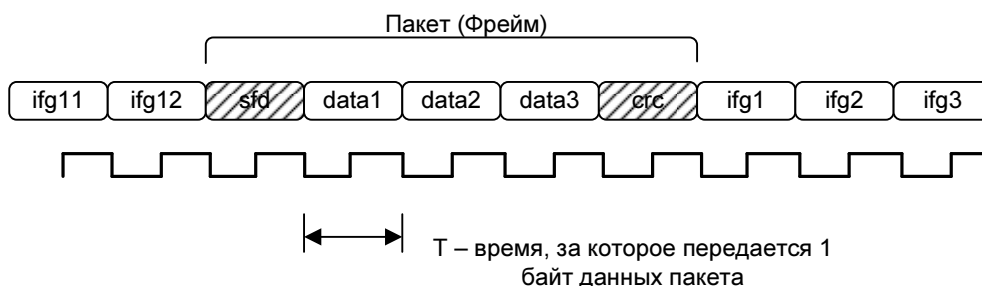 Пакет (Фрейм)
ifg11 ifg12 sfd data1 data2 data3 crc ifg1 ifg2 ifg3
T – время, за которое передается 1
байт данных пакета